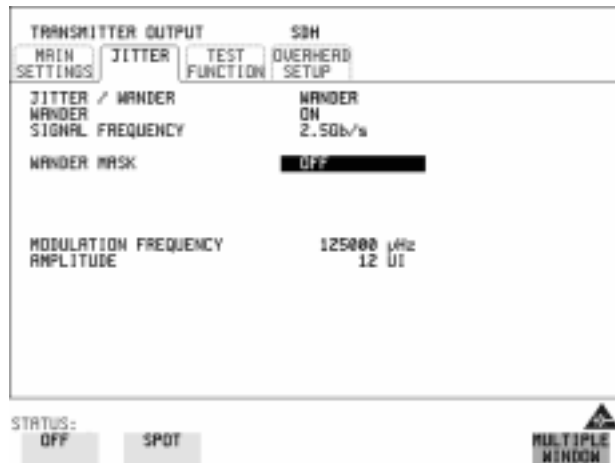 TRANSMITTER OUTPUT SDH
MAIN SETTINGS JITTER TEST FUNCTION OVERHEAD SETUP
JITTER / WANDER WANDER
WANDER ON
SIGNAL FREQUENCY 2.5Gb/s
WANDER MASK OFF
MODULATION FREQUENCY 125000 µHz
AMPLITUDE 12 UI
STATUS:
OFF SPOT MULTIPLE WINDOW